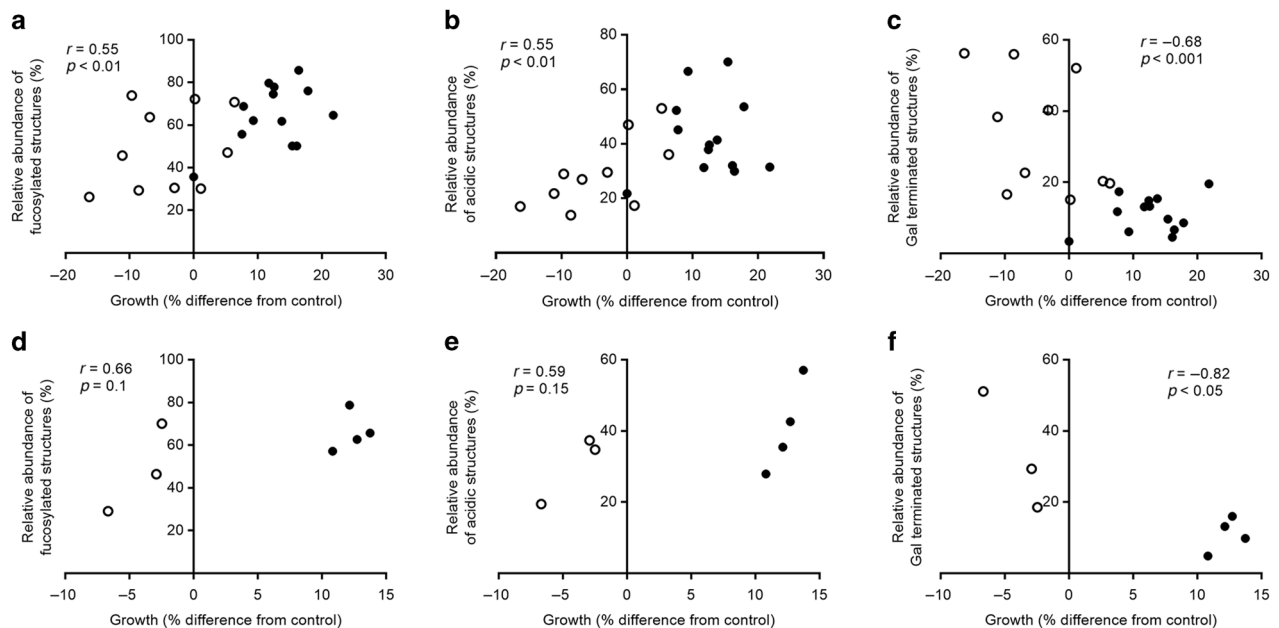 a
r = 0.55
p < 0.01
Relative abundance of
fucosylated structures (%)
100
80
60
40
20
–20 –10 0 10 20 30
Growth (% difference from control)
b
r = 0.55
p < 0.01
Relative abundance
of acidic structures (%)
80
60
40
20
–20 –10 0 10 20 30
Growth (% difference from control)
c
r = –0.68
p < 0.001
Relative abundance of
Gal terminated structures (%)
60
40
20
–20 –10 0 10 20 30
Growth (% difference from control)
d
r = 0.66
p = 0.1
Relative abundance of
fucosylated structures (%)
100
80
60
40
20
–10 –5 0 5 10 15
Growth (% difference from control)
e
r = 0.59
p = 0.15
Relative abundance
of acidic structures (%)
60
40
20
–10 –5 0 5 10 15
Growth (% difference from control)
f
r = –0.82
p < 0.05
Relative abundance of
Gal terminated structures (%)
60
40
20
–10 –5 0 5 10 15
Growth (% difference from control)